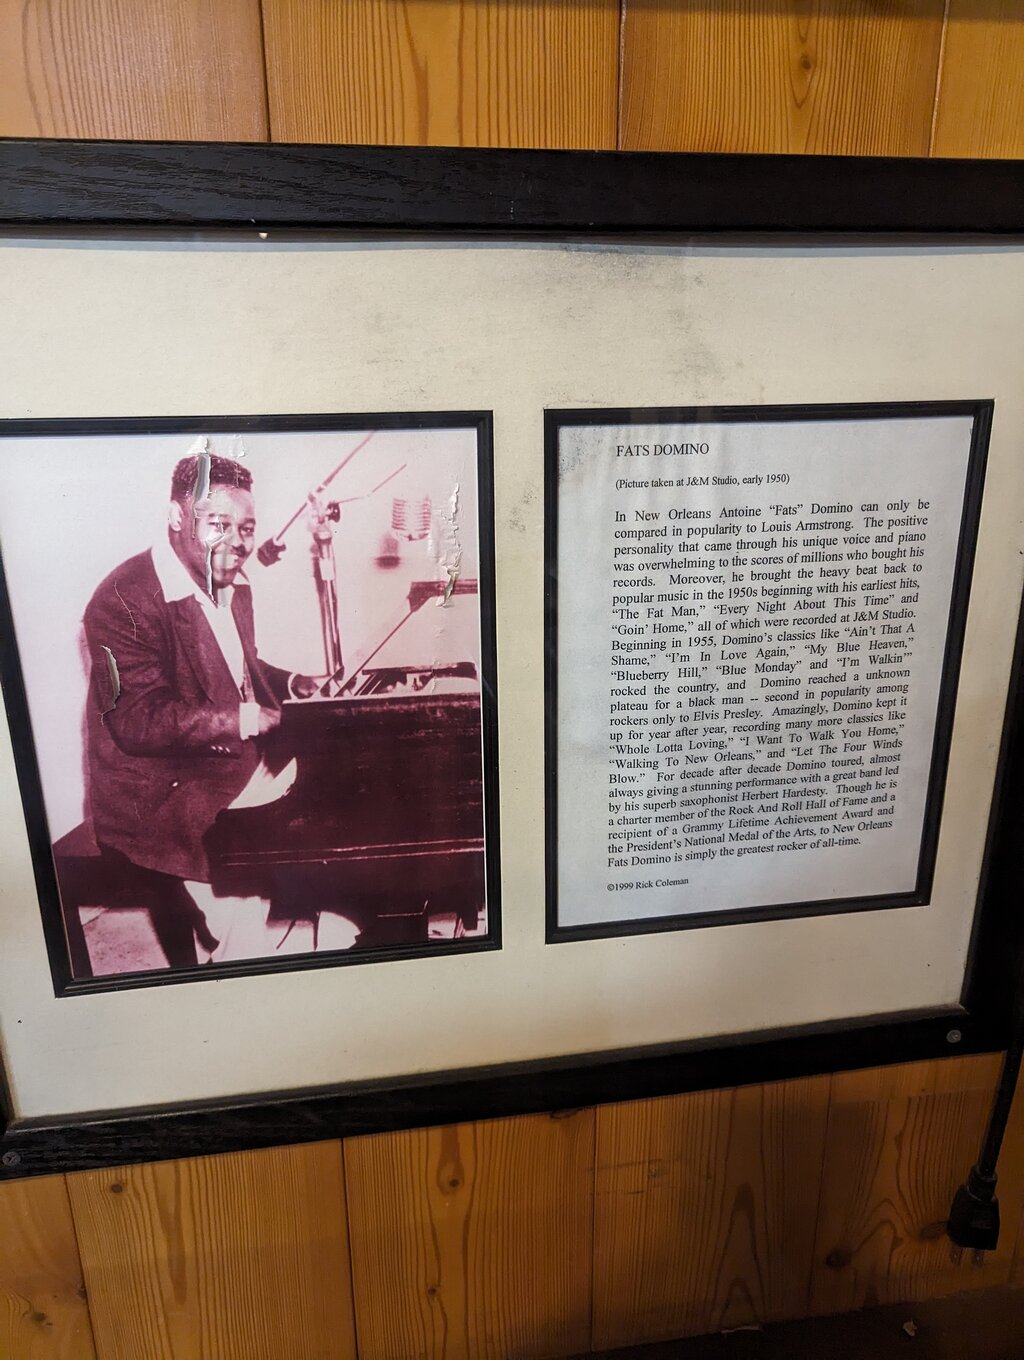 FATS DOMINO
(Picture taken at J&M Studio, early 1950)
In New Orleans Antoine “Fats” Domino can only be
compared in popularity to Louis Armstrong. The positive
personality that came through his unique voice and piano
was overwhelming to the scores of millions who bought his
records. Moreover, he brought the heavy beat back to
popular music in the 1950s beginning with his earliest hits,
“The Fat Man,” “Every Night About This Time” and
“Goin’ Home,” all of which were recorded at J&M Studio.
Beginning in 1955, Domino’s classics like “Ain’t That A
Shame,” “I’m In Love Again,” “My Blue Heaven,”
“Blueberry Hill,” “Blue Monday” and “I’m Walkin’”
rocked the country, and Domino reached a unknown
plateau for a black man -- second in popularity among
rockers only to Elvis Presley. Amazingly, Domino kept it
up for year after year, recording many more classics like
“Whole Lotta Loving,” “I Want To Walk You Home,”
“Walking To New Orleans,” and “Let The Four Winds
Blow.” For decade after decade Domino toured, almost
always giving a stunning performance with a great band led
by his superb saxophonist Herbert Hardesty. Though he is
a charter member of the Rock And Roll Hall of Fame and a
recipient of a Grammy Lifetime Achievement Award and
the President’s National Medal of the Arts, to New Orleans
Fats Domino is simply the greatest rocker of all-time.
©1999 Rick Coleman